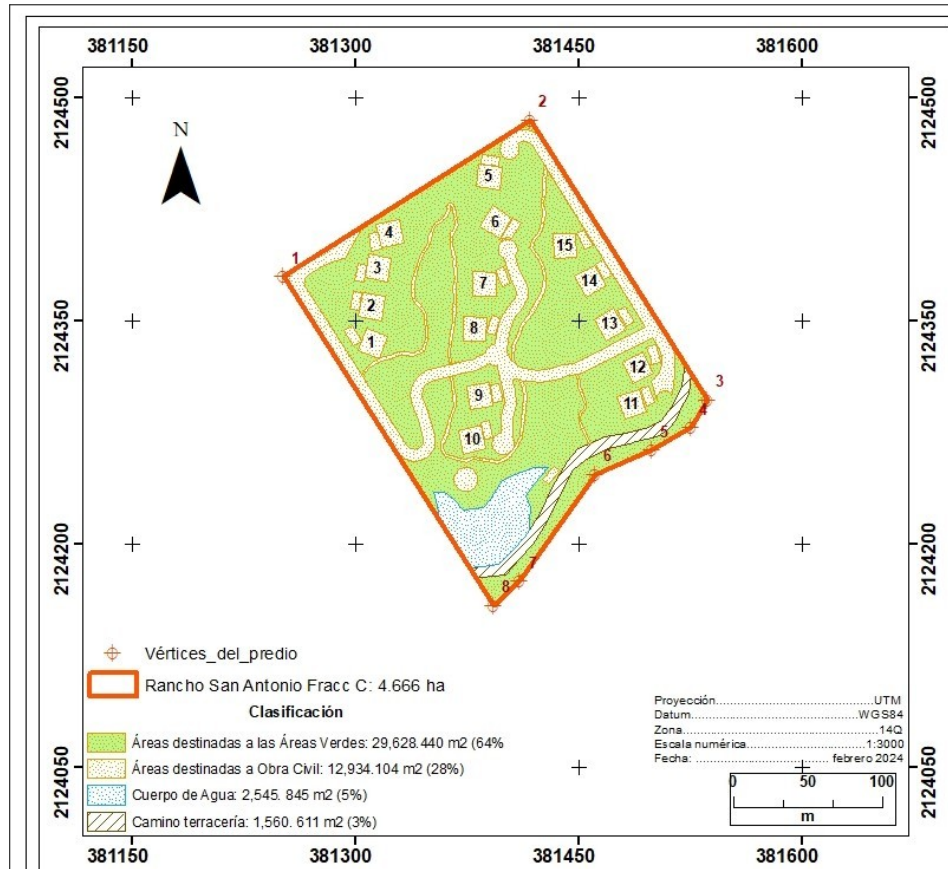 381150 381300 381450 381600
2124500 2124500
N
2
5
6
4
15
3
1
14
7
2
13
8
1
12
3
9
11
4
10
5
6
2124350 2124350
2124200 2124200
7
8
Vértices_del_predio
Rancho San Antonio Fracc C: 4.666 ha
Clasificación
Áreas destinadas a las Áreas Verdes: 29,628.440 m2 (64%
Áreas destinadas a Obra Civil: 12,934.104 m2 (28%)
Cuerpo de Agua: 2,545. 845 m2 (5%)
Camino terracería: 1,560. 611 m2 (3%)
Proyección.......................................UTM
Datum.......................................WGS84
Zona.............................................14Q
Escala numérica.........................1:3000
Fecha: ............................ febrero 2024
0 50 100
m
2124050 2124050
381150 381300 381450 381600